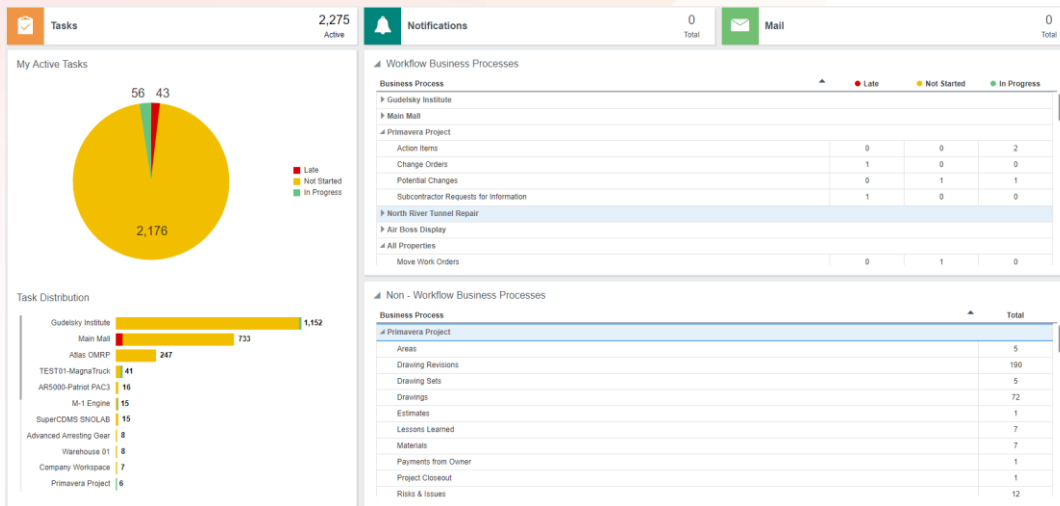 Tasks
2,275
Active
Notifications
0
Total
Mail
0
Total
My Active Tasks
56 43
2,176
Late
Not Started
In Progress
Task Distribution
Gudelsky Institute 1,152
Main Mall 733
Atlas OMRP 247
TEST01-MagnaTruck 41
AR5000-Patriot PAC3 16
M-1 Engine 15
SuperCDMS SNOLAB 15
Advanced Arresting Gear 8
Warehouse 01 8
Company Workspace 7
Primavera Project 6
Workflow Business Processes
Business Process Late Not Started In Progress
Gudelsky Institute
Main Mall
Primavera Project
Action Items 0 0 2
Change Orders 1 0 0
Potential Changes 0 1 1
Subcontractor Requests for Information 1 0 0
North River Tunnel Repair
Air Boss Display
All Properties
Move Work Orders 0 1 0
Non - Workflow Business Processes
Business Process Total
Primavera Project
Areas 5
Drawing Revisions 190
Drawing Sets 5
Drawings 72
Estimates 1
Lessons Learned 7
Materials 7
Payments from Owner 1
Project Closeout 1
Risks & Issues 12